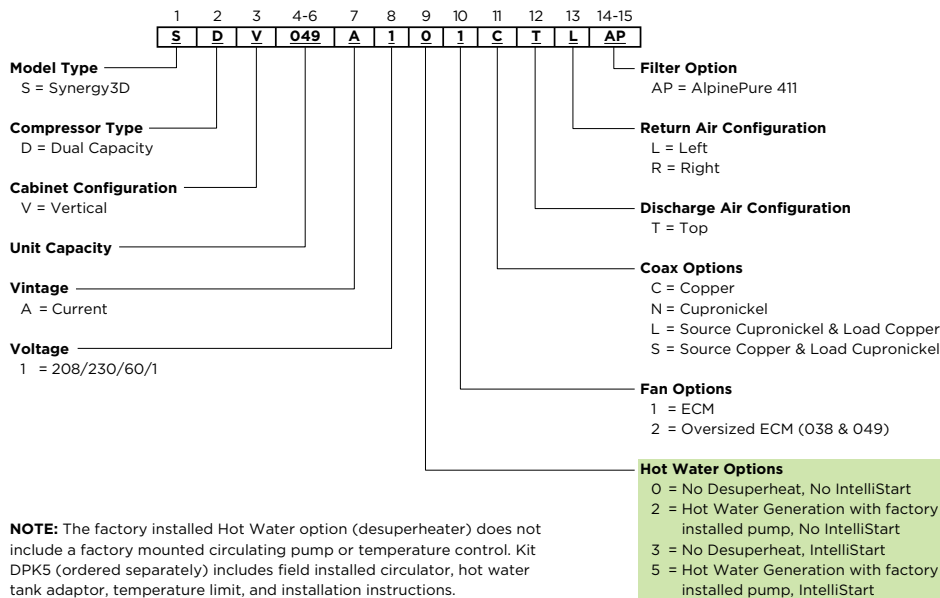 1 2 3 4-6 7 8 9 10 11 12 13 14-15
S D V 049 A 1 0 1 C T L AP
Model Type
S = Synergy3D
Compressor Type
D = Dual Capacity
Cabinet Configuration
V = Vertical
Unit Capacity
Vintage
A = Current
Voltage
1 = 208/230/60/1
Filter Option
AP = AlpinePure 411
Return Air Configuration
L = Left
R = Right
Discharge Air Configuration
T = Top
Coax Options
C = Copper
N = Cupronickel
L = Source Cupronickel & Load Copper
S = Source Copper & Load Cupronickel
Fan Options
1 = ECM
2 = Oversized ECM (038 & 049)
Hot Water Options
0 = No Desuperheat, No IntelliStart
2 = Hot Water Generation with factory
installed pump, No IntelliStart
3 = No Desuperheat, IntelliStart
5 = Hot Water Generation with factory
installed pump, IntelliStart
NOTE: The factory installed Hot Water option (desuperheater) does not
include a factory mounted circulating pump or temperature control. Kit
DPK5 (ordered separately) includes field installed circulator, hot water
tank adaptor, temperature limit, and installation instructions.